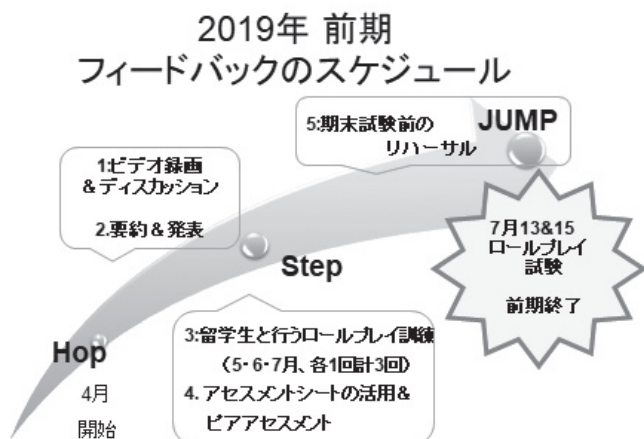 2019年 前期
フィードバックのスケジュール
5:期末試験前の
リハーサル
JUMP
1:ビデオ録画
&ディスカッション
2.要約&発表
7月13&15
ロールプレイ
試験
前期終了
Step
Hop
4月
開始
3:留学生と行うロールプレイ訓練
(5・6・7月、各1回計3回)
4. アセスメントシートの活用&
ピアアセスメント